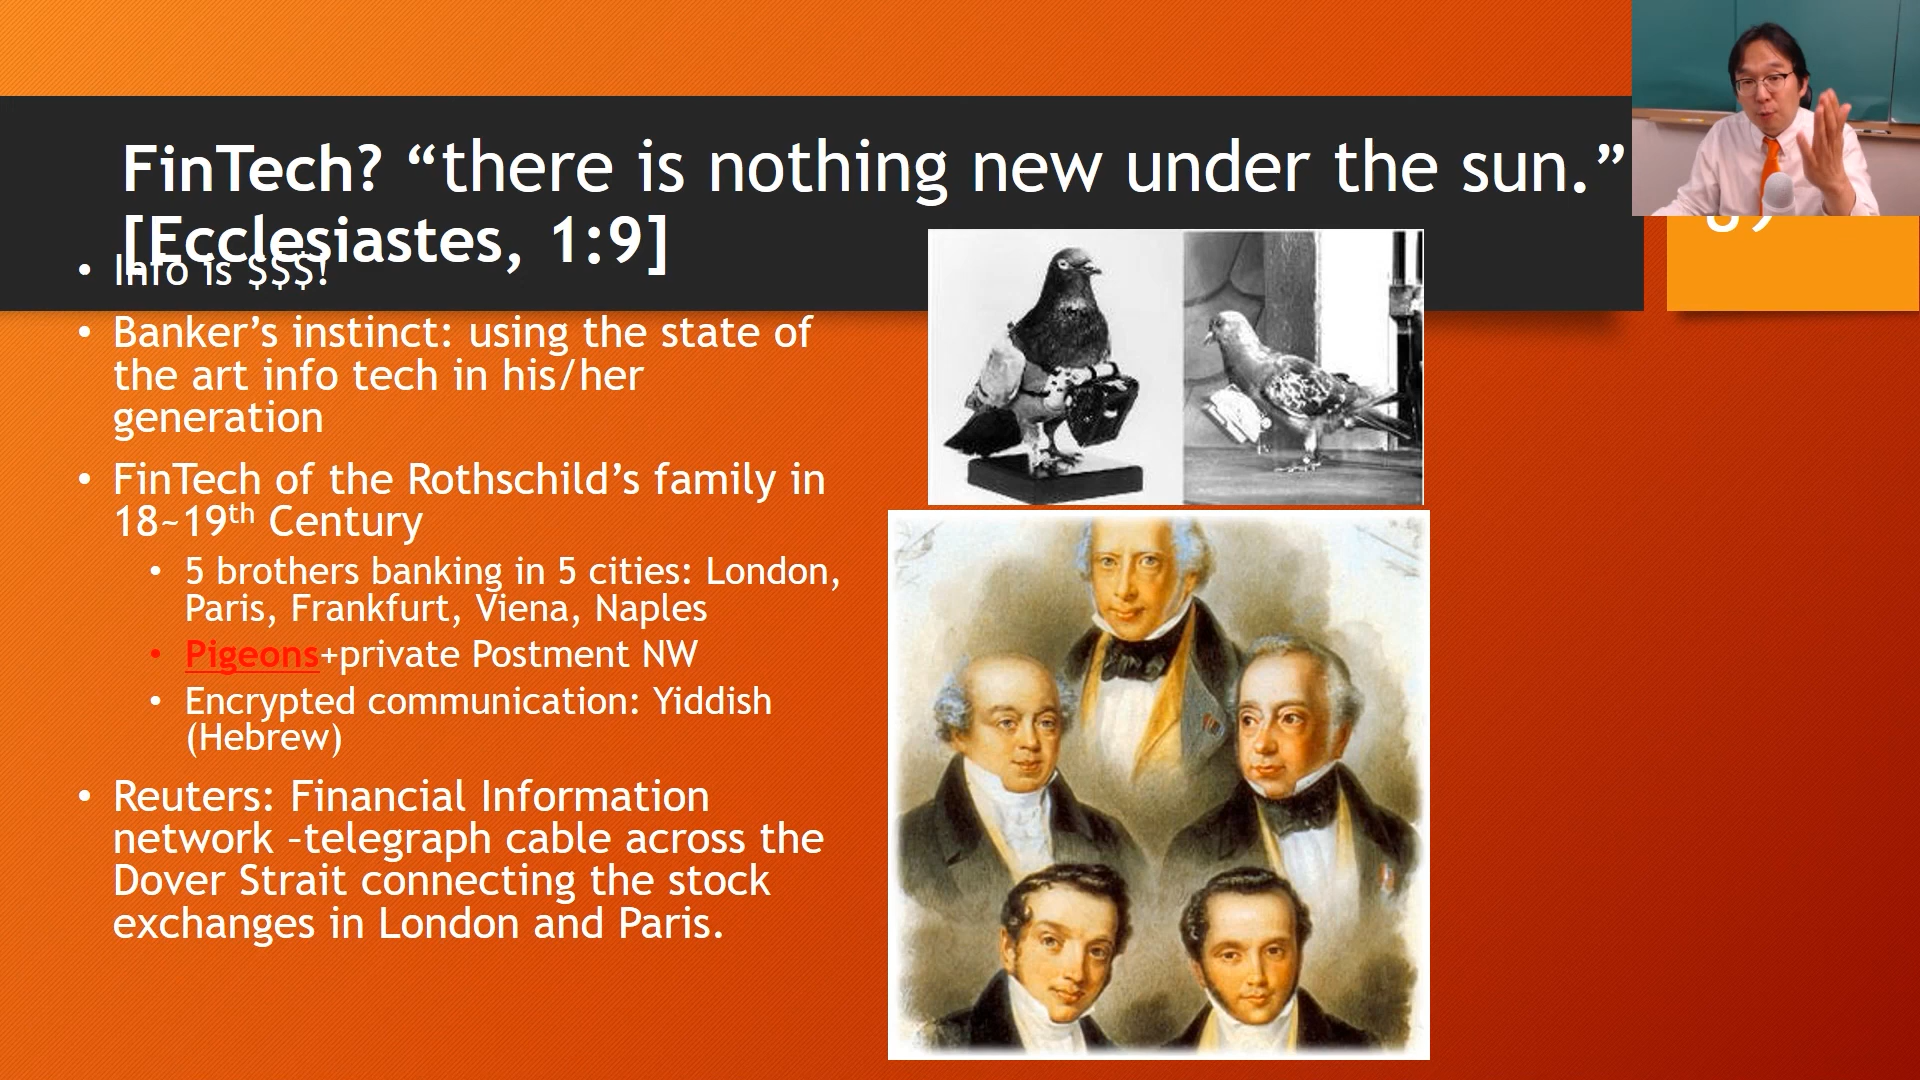 FinTech? “there is nothing new under the sun.”
[Ecclesiastes, 1:9]
• Info is $$$!
• Banker’s instinct: using the state of
the art info tech in his/her
generation
• FinTech of the Rothschild’s family in
18~19th Century
• 5 brothers banking in 5 cities: London,
Paris, Frankfurt, Viena, Naples
• Pigeons+private Postment NW
• Encrypted communication: Yiddish
(Hebrew)
• Reuters: Financial Information
network –telegraph cable across the
Dover Strait connecting the stock
exchanges in London and Paris.